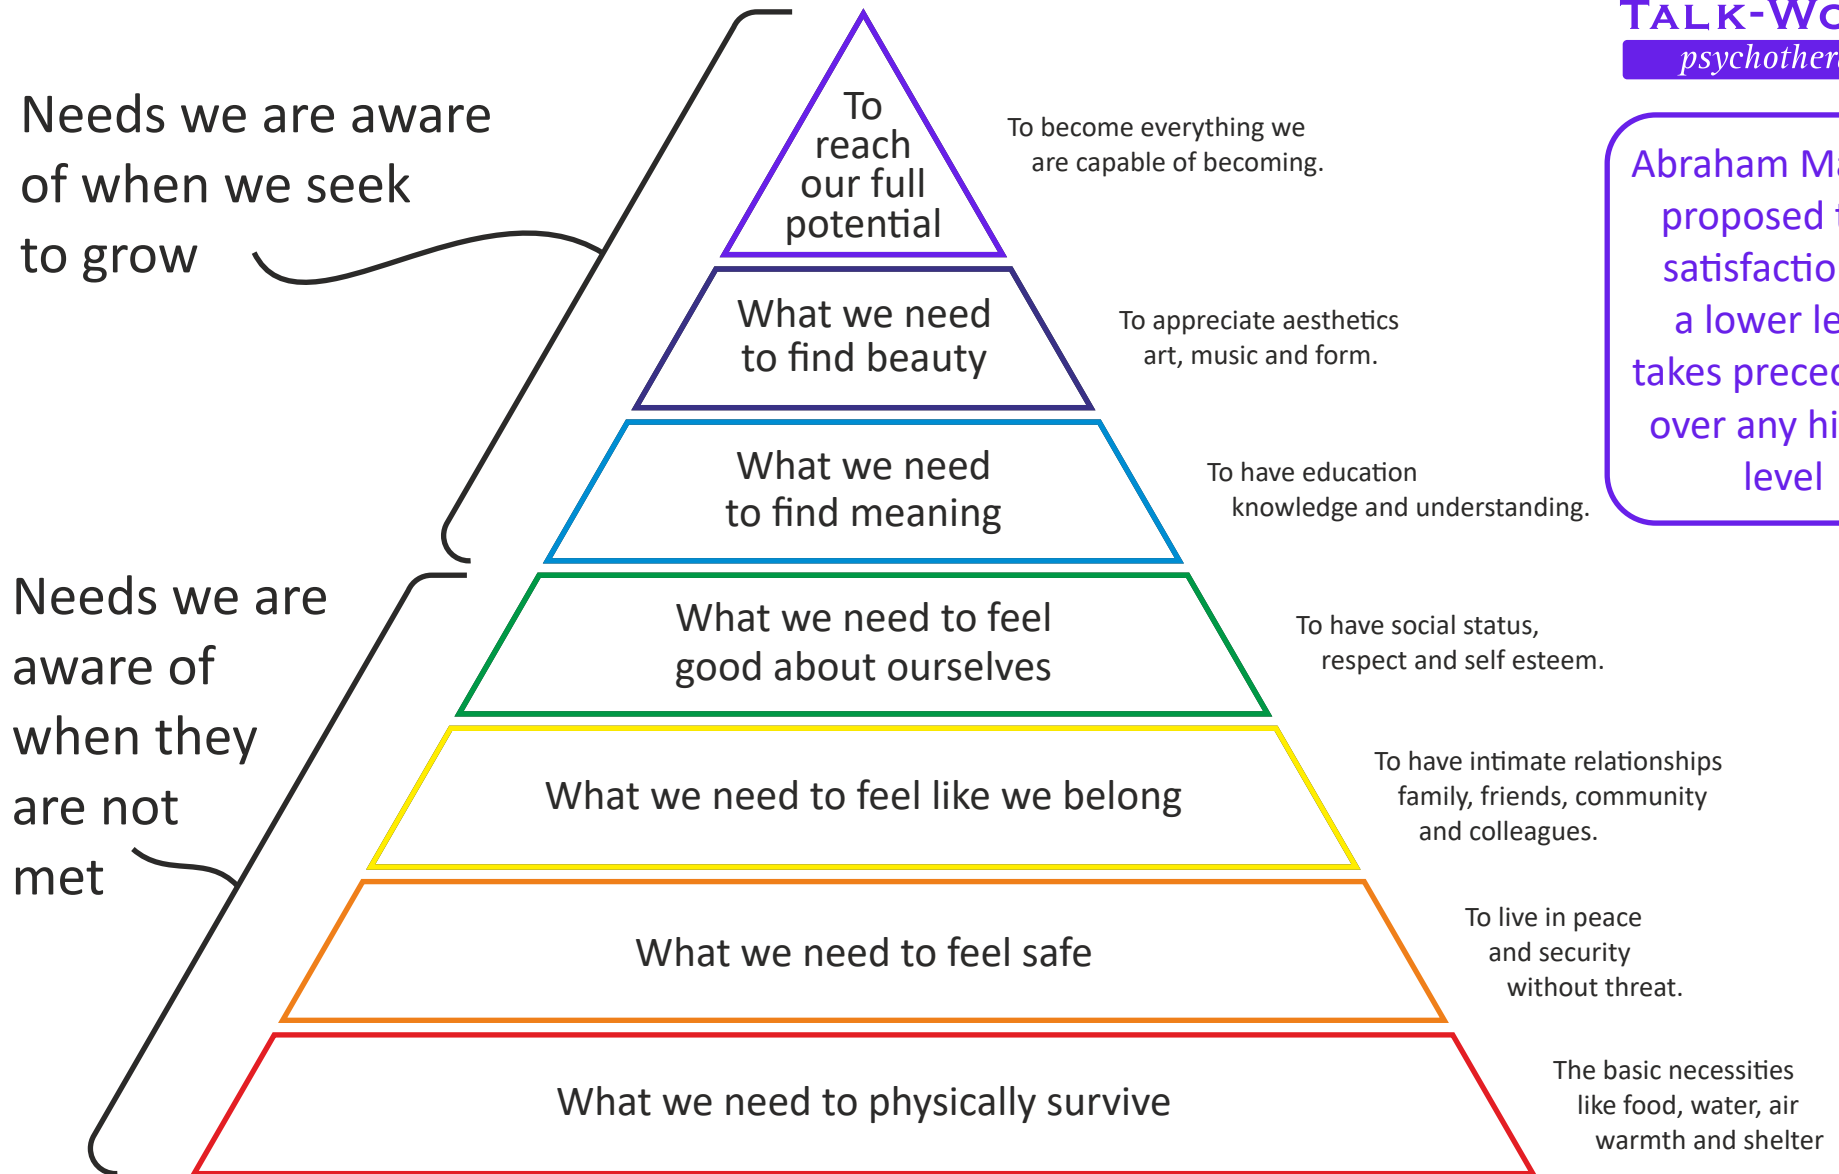 TALK-WO
psychother
Needs we are aware
of when we seek
to grow
To
reach
our full
potential
To become everything we
are capable of becoming.
Abraham Ma
proposed
satisfactio
a lower le
takes prece
over any hi
level
What we need
to find beauty
To appreciate aesthetics
art, music and form.
What we need
to find meaning
To have education
knowledge and understanding.
Needs we are
aware of
when they
are not
met
What we need to feel
good about ourselves
To have social status,
respect and self esteem.
What we need to feel like we belong
To have intimate relationships
family, friends, community
and colleagues.
What we need to feel safe
To live in peace
and security
without threat.
What we need to physically survive
The basic necessities
like food, water, air
warmth and shelter